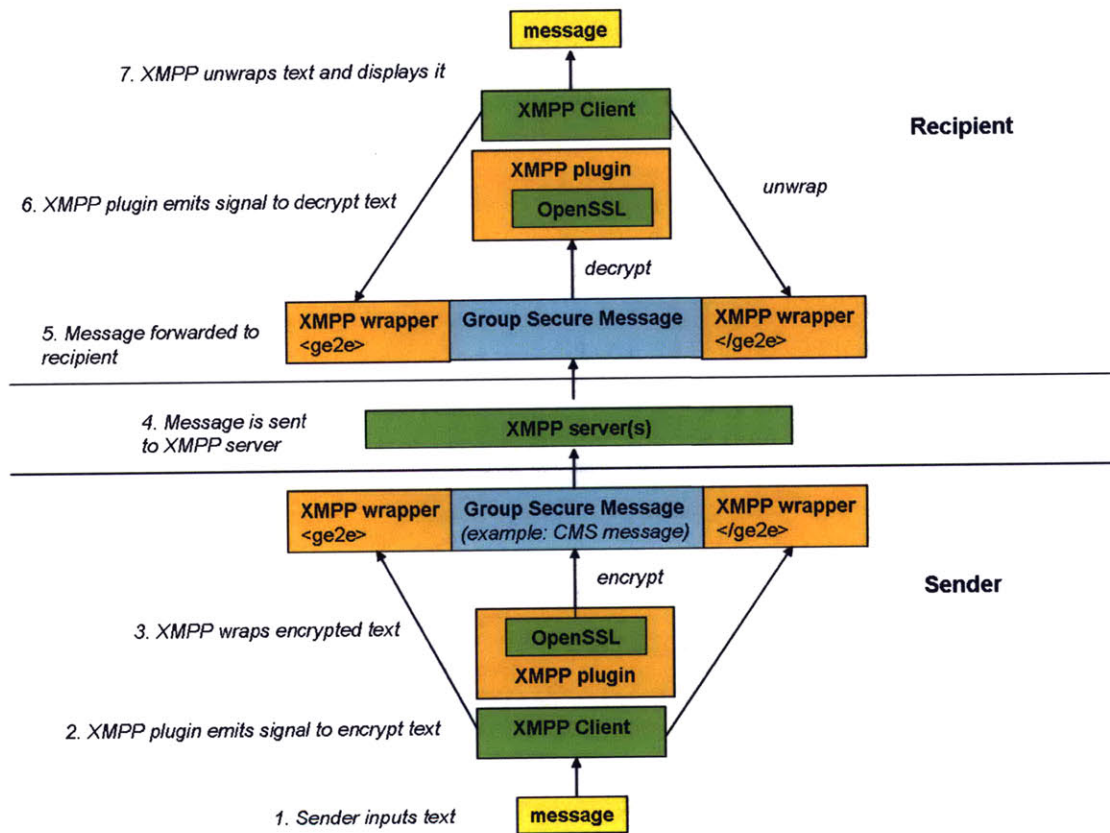 message
7. XMPP unwraps text and displays it
XMPP Client
Recipient
XMPP plugin
unwrap
6. XMPP plugin emits signal to decrypt text
OpenSSL
decrypt
XMPP wrapper
<ge2e>
Group Secure Message
XMPP wrapper
</ge2e>
5. Message forwarded to
recipient
4. Message is sent
to XMPP server
XMPP server(s)
XMPP wrapper
<ge2e>
Group Secure Message
(example: CMS message)
XMPP wrapper
</ge2e>
encrypt
Sender
3. XMPP wraps encrypted text
OpenSSL
XMPP plugin
2. XMPP plugin emits signal to encrypt text
XMPP Client
1. Sender inputs text
message